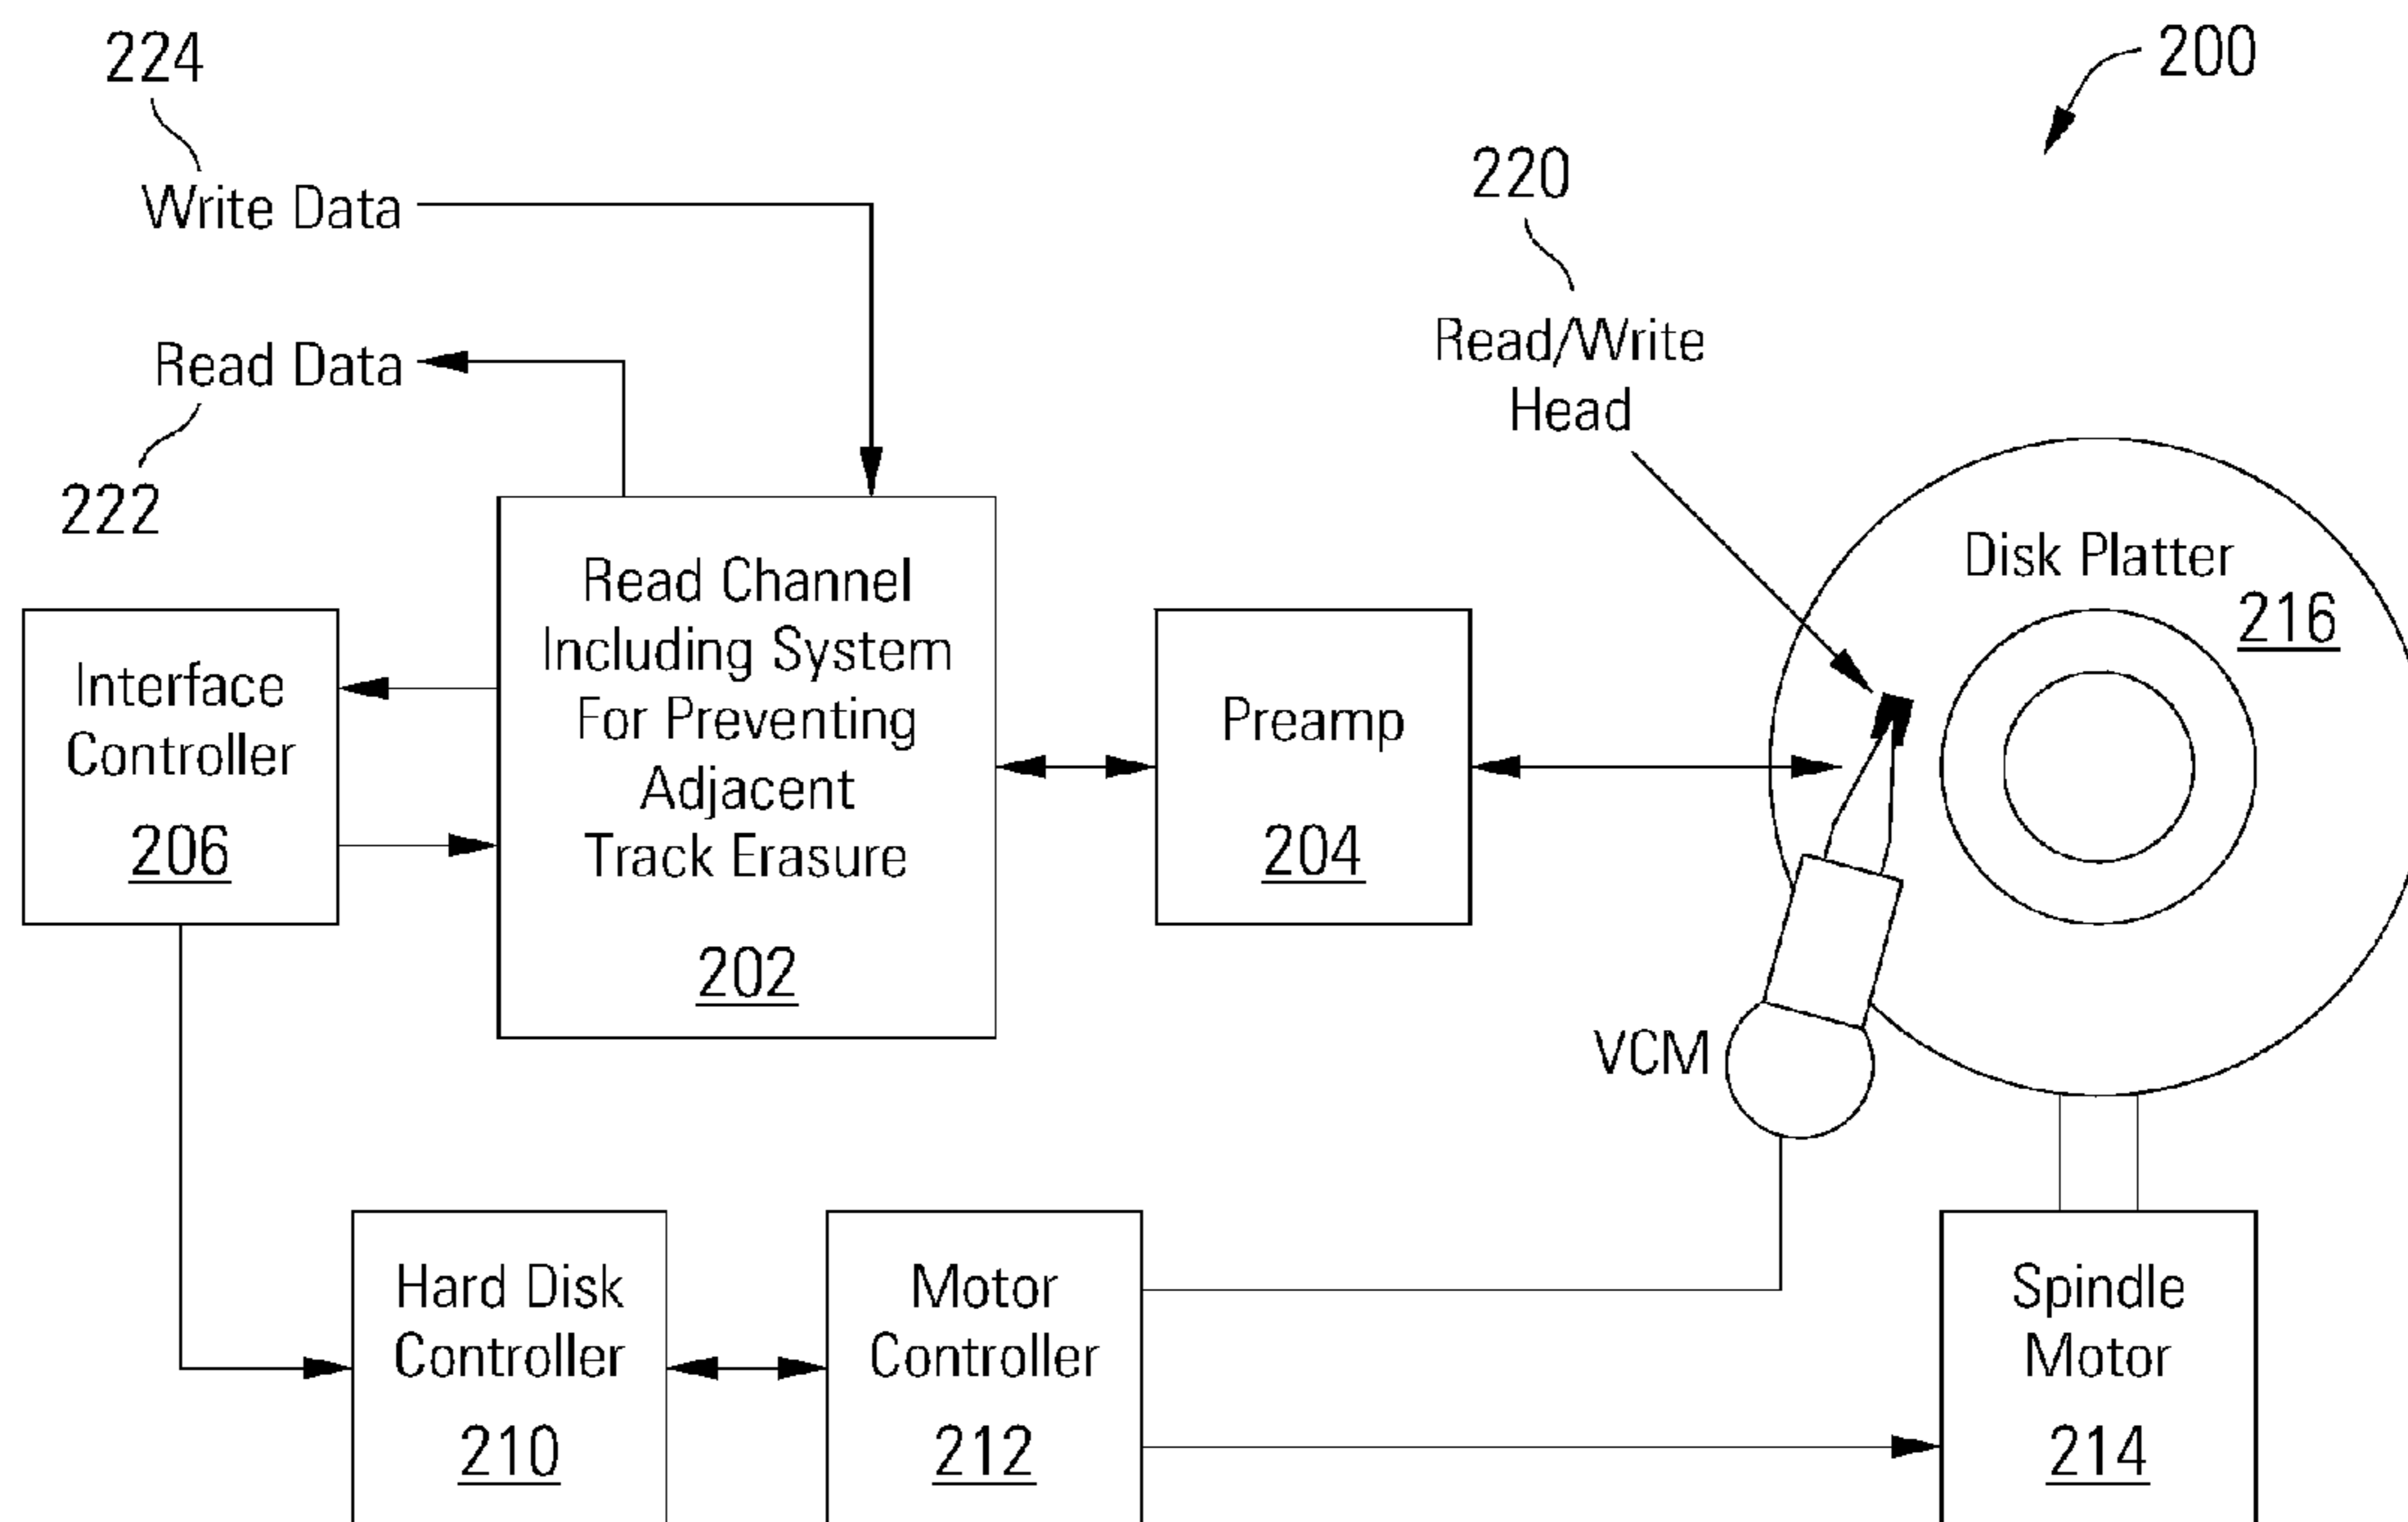 224
Write Data
Read Data
222
200
220
Read/Write
Head
Disk Platter
216
Interface
Controller
206
Read Channel
Including System
For Preventing
Adjacent
Track Erasure
202
Preamp
204
VCM
Hard Disk
Controller
210
Motor
Controller
212
Spindle
Motor
214